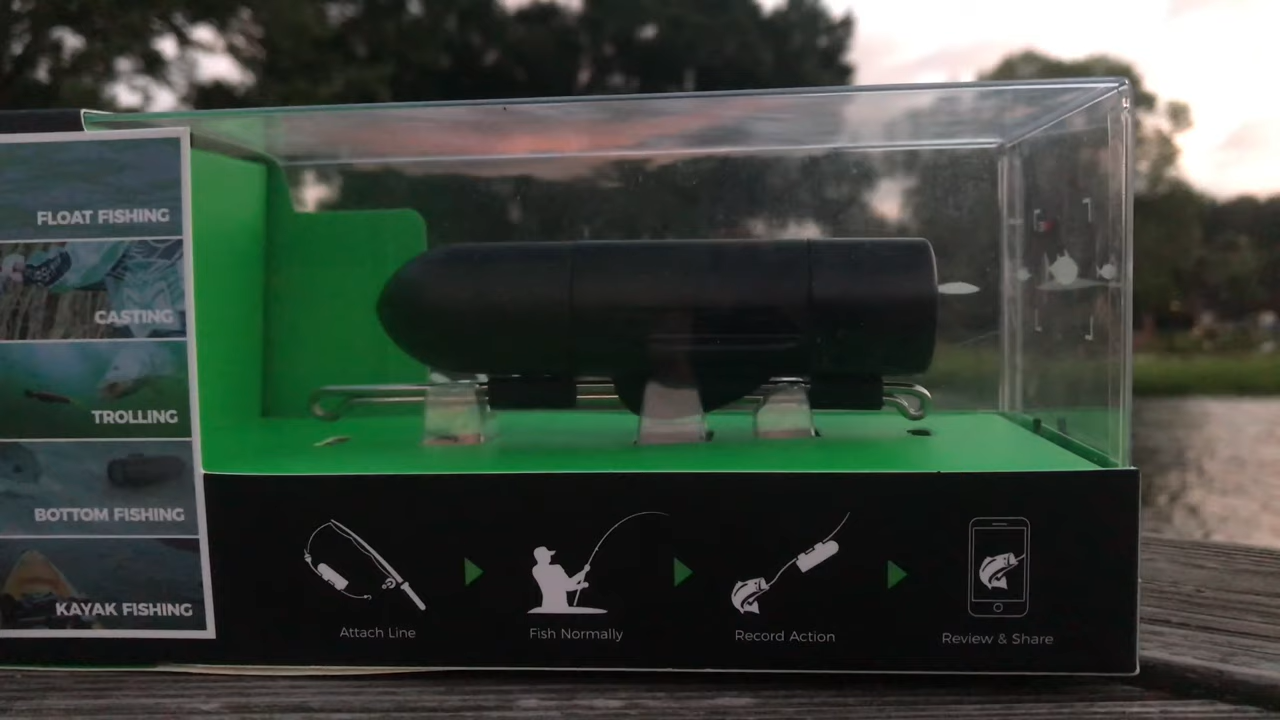 FLOAT FISHING
CASTING
TROLLING
BOTTOM FISHING
KAYAK FISHING
Attach Line
Fish Normally
Record Action
Review & Share